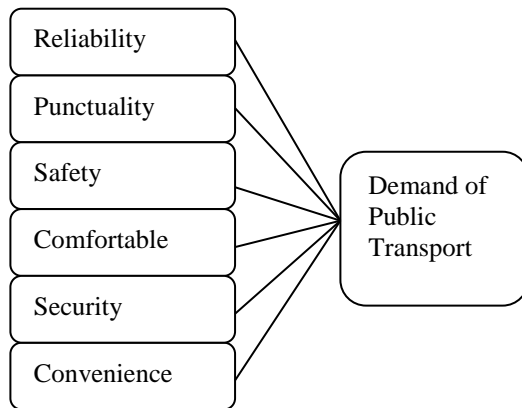 Reliability
Punctuality
Safety
Comfortable
Security
Convenience
Demand of
Public
Transport